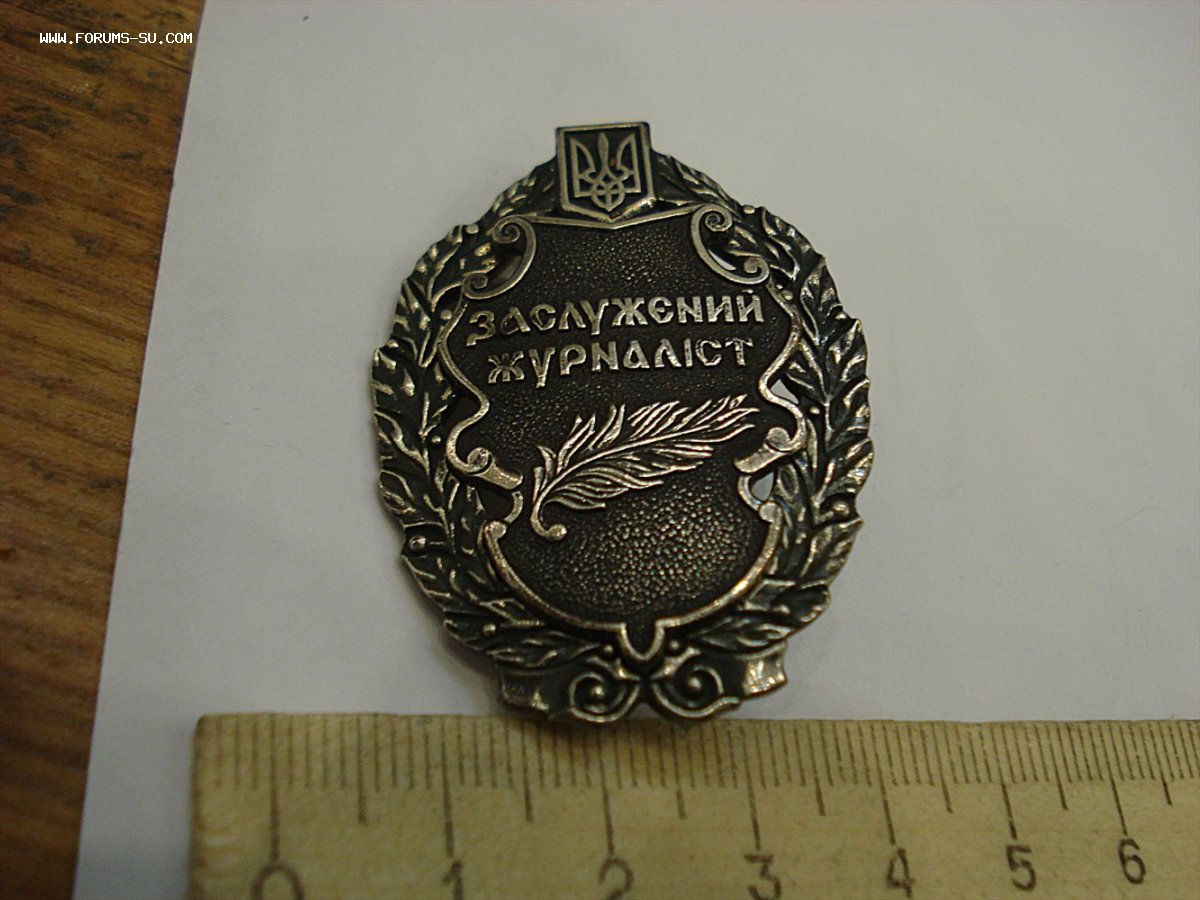 WWW.FORUMS-SU.COM
ЗАСЛУЖЕНИЙ
ЖУРНАЛІСТ
0 1 2 3 4 5 6